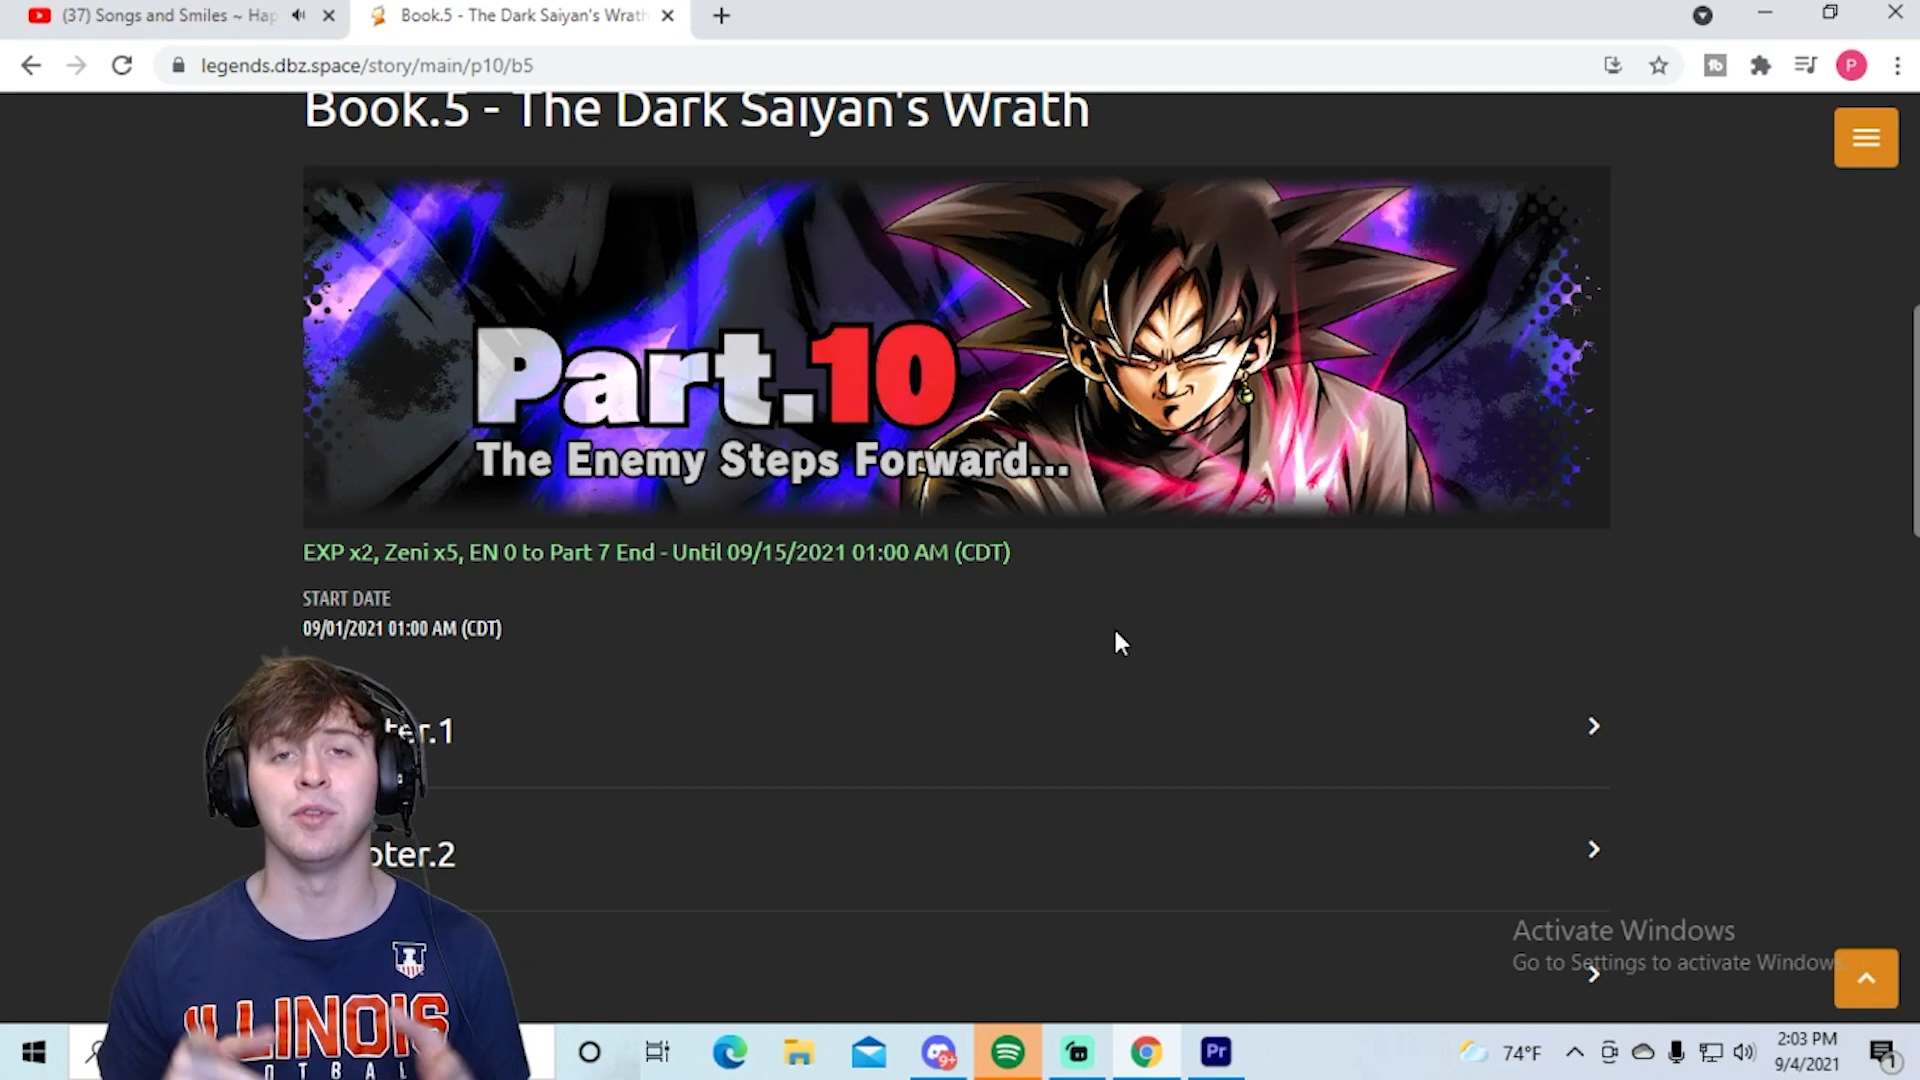 (37) Songs and Smiles ~ Hap
Book.5 - The Dark Saiyan's Wrath
legends.dbz.space/story/main/p10/b5
P
Book.5 - The Dark Saiyan's Wrath
Part.10
The Enemy Steps Forward...
EXP x2, Zeni x5, EN 0 to Part 7 End - Until 09/15/2021 01:00 AM (CDT)
START DATE
09/01/2021 01:00 AM (CDT)
ter.1
pter.2
Activate Windows
Go to Settings to activate Windows.
I
ILLINOIS
OTBAL
9+
Pr
74°F
2:03 PM
9/4/2021
1